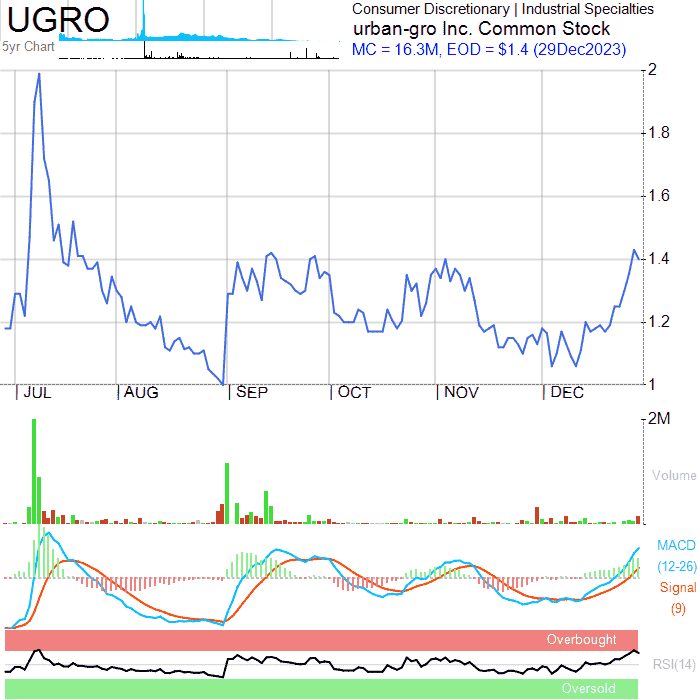 UGRO
5yr Chart
Consumer Discretionary | Industrial Specialties
urban-gro Inc. Common Stock
MC = 16.3M, EOD = $1.4 (29Dec2023)
2
1.8
1.6
1.4
1.2
1
JUL AUG SEP OCT NOV DEC
2M
Volume
MACD
(12-26)
Signal
(9)
Overbought
RSI(14)
Oversold